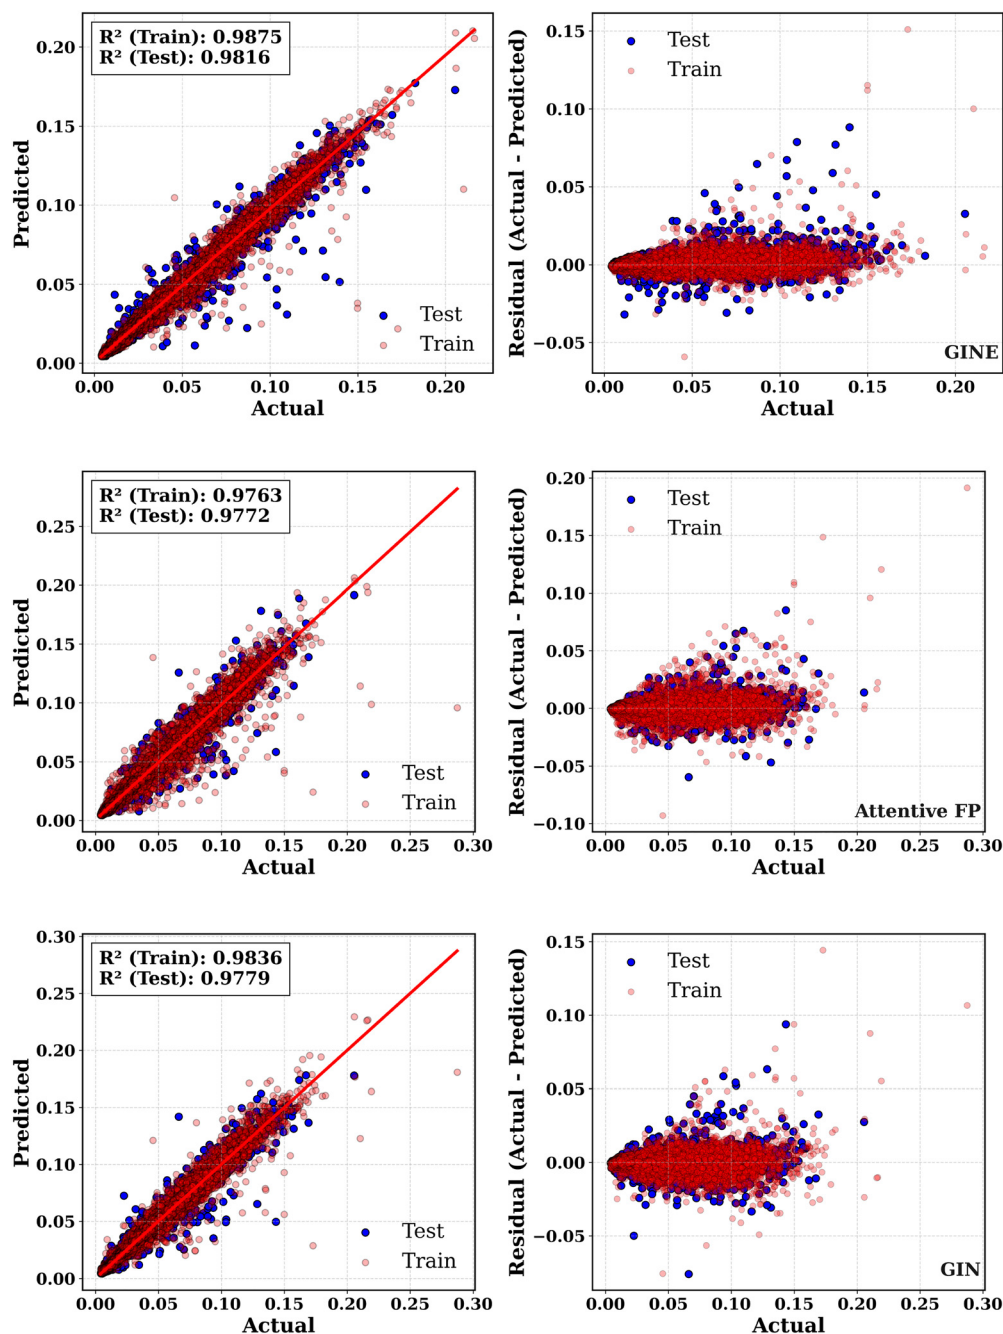 R² (Train): 0.9875
R² (Test): 0.9816
Predicted
0.20
0.15
0.10
0.05
0.00
Test
Train
0.00 0.05 0.10 0.15 0.20
Actual
Residual (Actual - Predicted)
0.15
0.10
0.05
0.00
−0.05
Test
Train
GINE
0.00 0.05 0.10 0.15 0.20
Actual
R² (Train): 0.9763
R² (Test): 0.9772
Predicted
0.25
0.20
0.15
0.10
0.05
0.00
Test
Train
0.00 0.05 0.10 0.15 0.20 0.25 0.30
Actual
Residual (Actual - Predicted)
0.20
0.15
0.10
0.05
0.00
−0.05
−0.10
Test
Train
Attentive FP
0.00 0.05 0.10 0.15 0.20 0.25 0.30
Actual
R² (Train): 0.9836
R² (Test): 0.9779
Predicted
0.30
0.25
0.20
0.15
0.10
0.05
0.00
Test
Train
0.00 0.05 0.10 0.15 0.20 0.25 0.30
Actual
Residual (Actual - Predicted)
0.15
0.10
0.05
0.00
−0.05
Test
Train
GIN
0.00 0.05 0.10 0.15 0.20 0.25 0.30
Actual